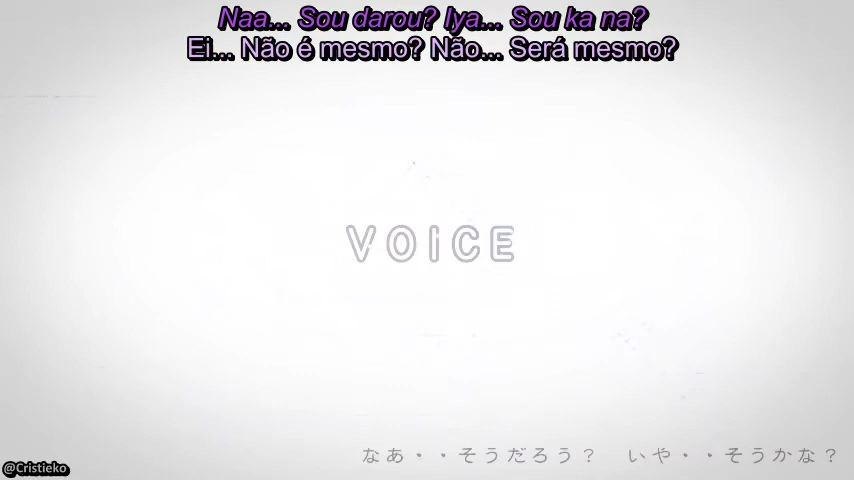 Naa... Sou darou? Iya... Sou ka na?
Ei... Não é mesmo? Não... Será mesmo?
VOICE
なあ・・そうだろう？　いや・・そうかな？
@Cristieko